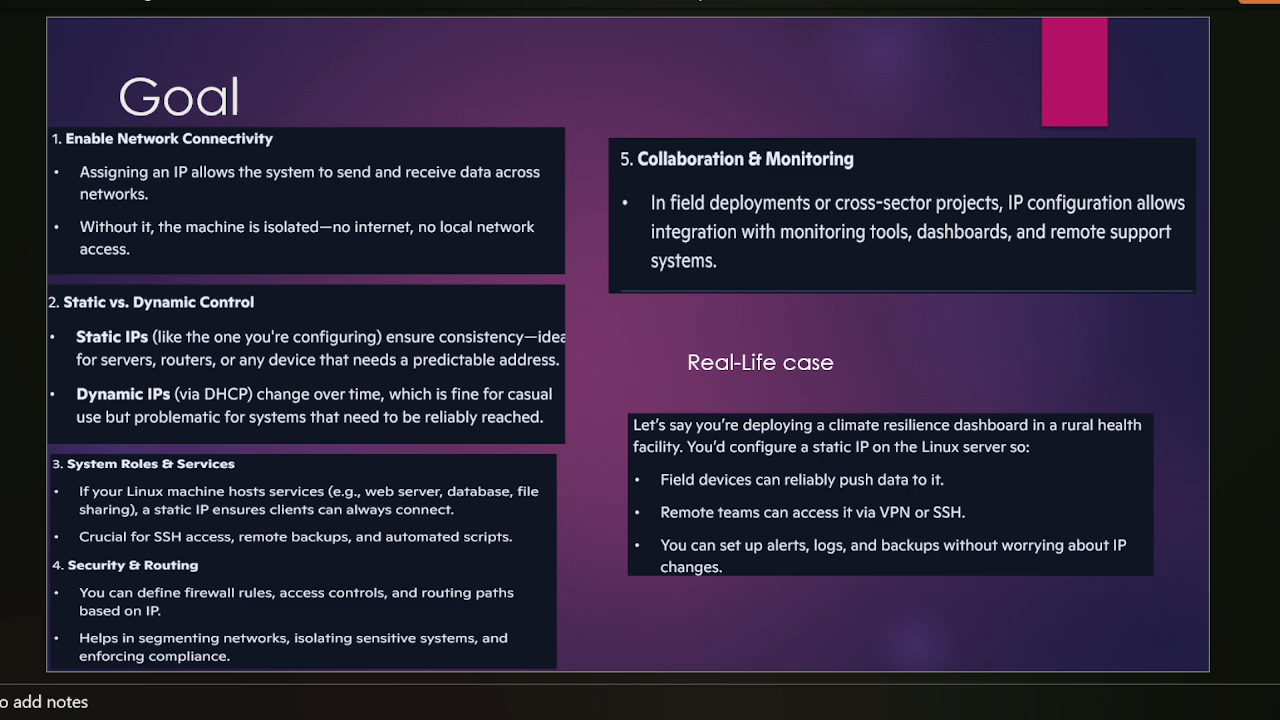 Goal
1. Enable Network Connectivity
• Assigning an IP allows the system to send and receive data across
networks.
• Without it, the machine is isolated—no internet, no local network
access.
2. Static vs. Dynamic Control
• Static IPs (like the one you're configuring) ensure consistency—idea
for servers, routers, or any device that needs a predictable address.
• Dynamic IPs (via DHCP) change over time, which is fine for casual
use but problematic for systems that need to be reliably reached.
3. System Roles & Services
• If your Linux machine hosts services (e.g., web server, database, file
sharing), a static IP ensures clients can always connect.
• Crucial for SSH access, remote backups, and automated scripts.
4. Security & Routing
• You can define firewall rules, access controls, and routing paths
based on IP.
• Helps in segmenting networks, isolating sensitive systems, and
enforcing compliance.
5. Collaboration & Monitoring
• In field deployments or cross-sector projects, IP configuration allows
integration with monitoring tools, dashboards, and remote support
systems.
Real-Life case
Let’s say you’re deploying a climate resilience dashboard in a rural health
facility. You’d configure a static IP on the Linux server so:
• Field devices can reliably push data to it.
• Remote teams can access it via VPN or SSH.
• You can set up alerts, logs, and backups without worrying about IP
changes.
o add notes